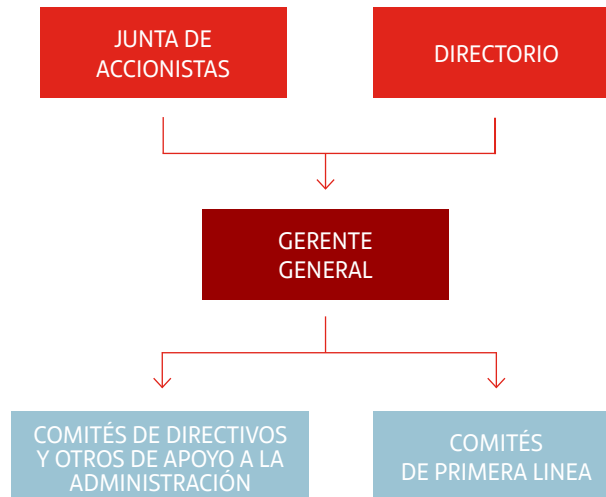 JUNTA DE
ACCIONISTAS
DIRECTORIO
GERENTE
GENERAL
COMITÉS DE DIRECTIVOS
Y OTROS DE APOYO A LA
ADMINISTRACIÓN
COMITÉS
DE PRIMERA LINEA